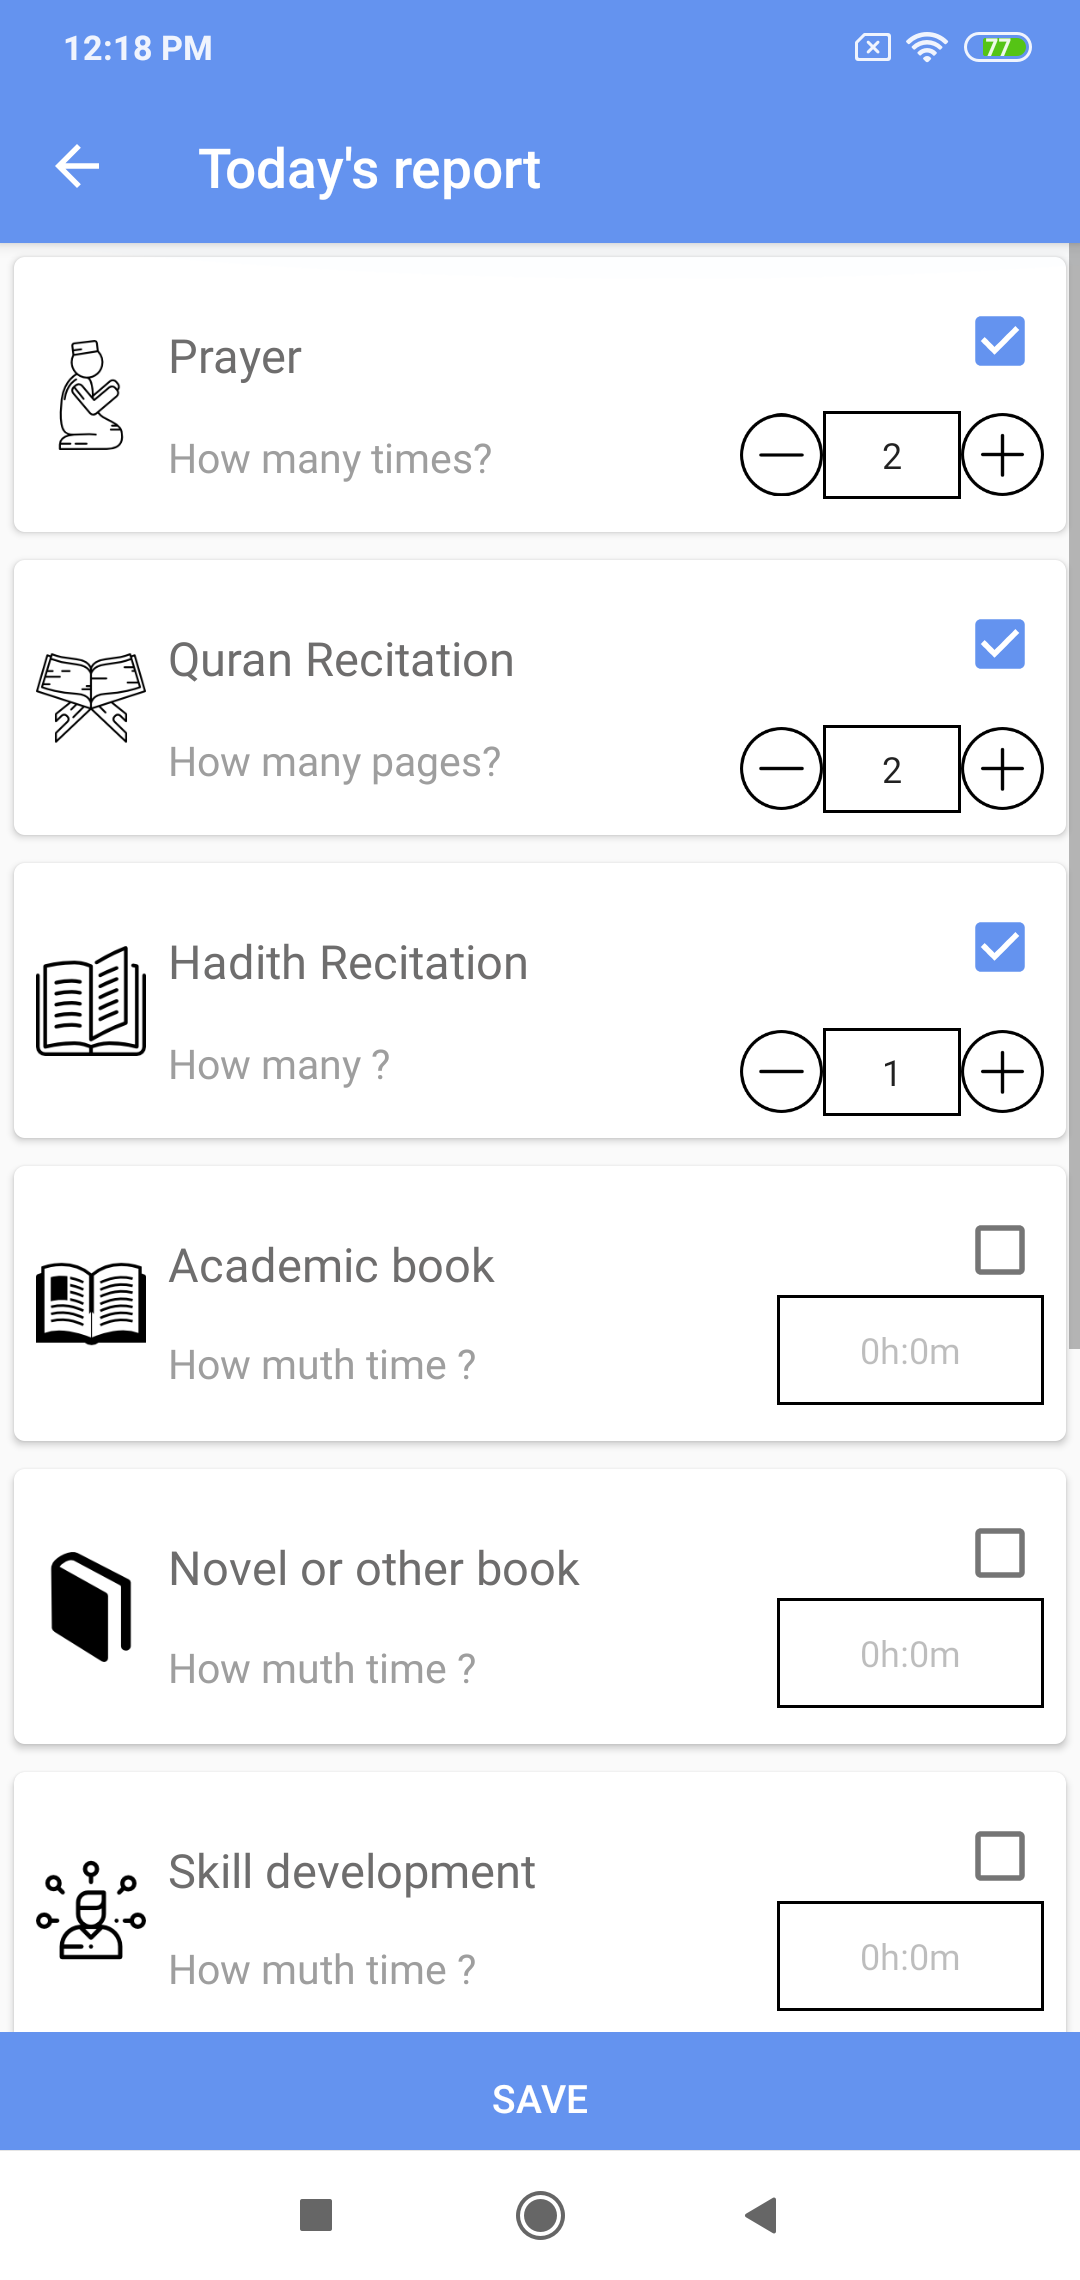 12:18 PM
77
Today's report
Prayer
How many times?
2
Quran Recitation
How many pages?
2
Hadith Recitation
How many ?
1
Academic book
How muth time ?
0h:0m
Novel or other book
How muth time ?
0h:0m
Skill development
How muth time ?
0h:0m
SAVE